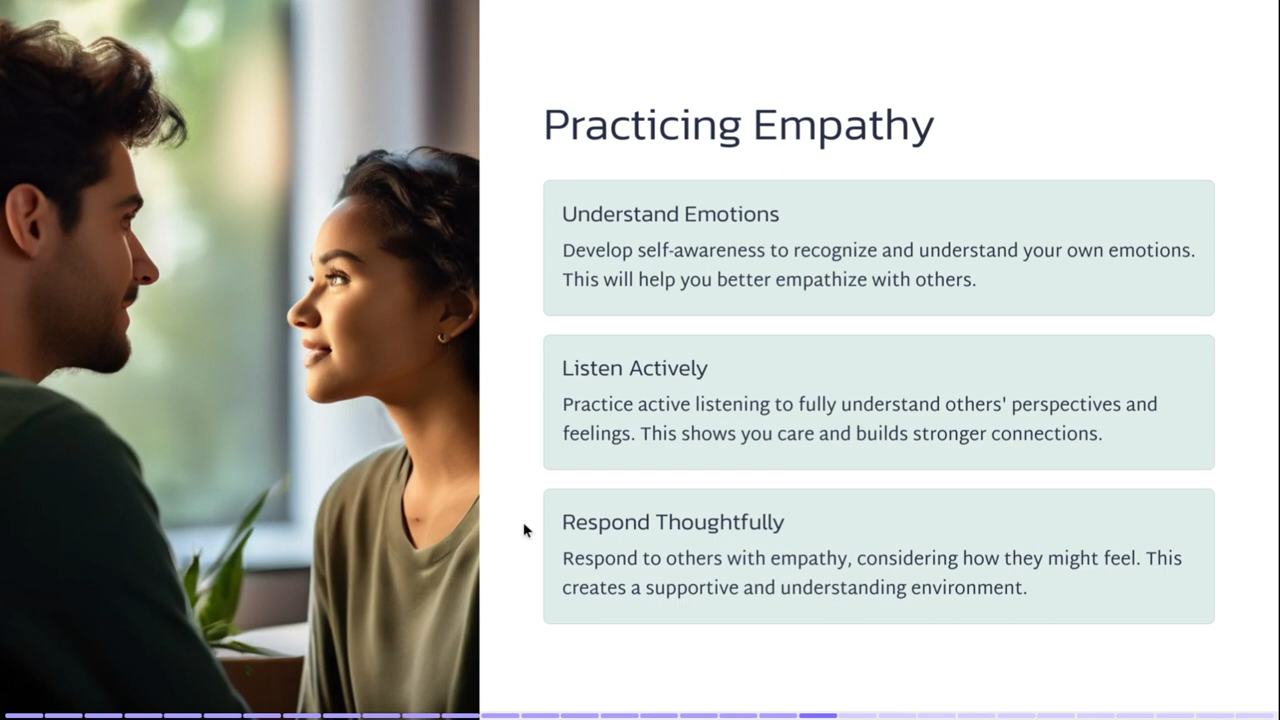 Practicing Empathy
Understand Emotions
Develop self-awareness to recognize and understand your own emotions.
This will help you better empathize with others.
Listen Actively
Practice active listening to fully understand others' perspectives and
feelings. This shows you care and builds stronger connections.
Respond Thoughtfully
Respond to others with empathy, considering how they might feel. This
creates a supportive and understanding environment.